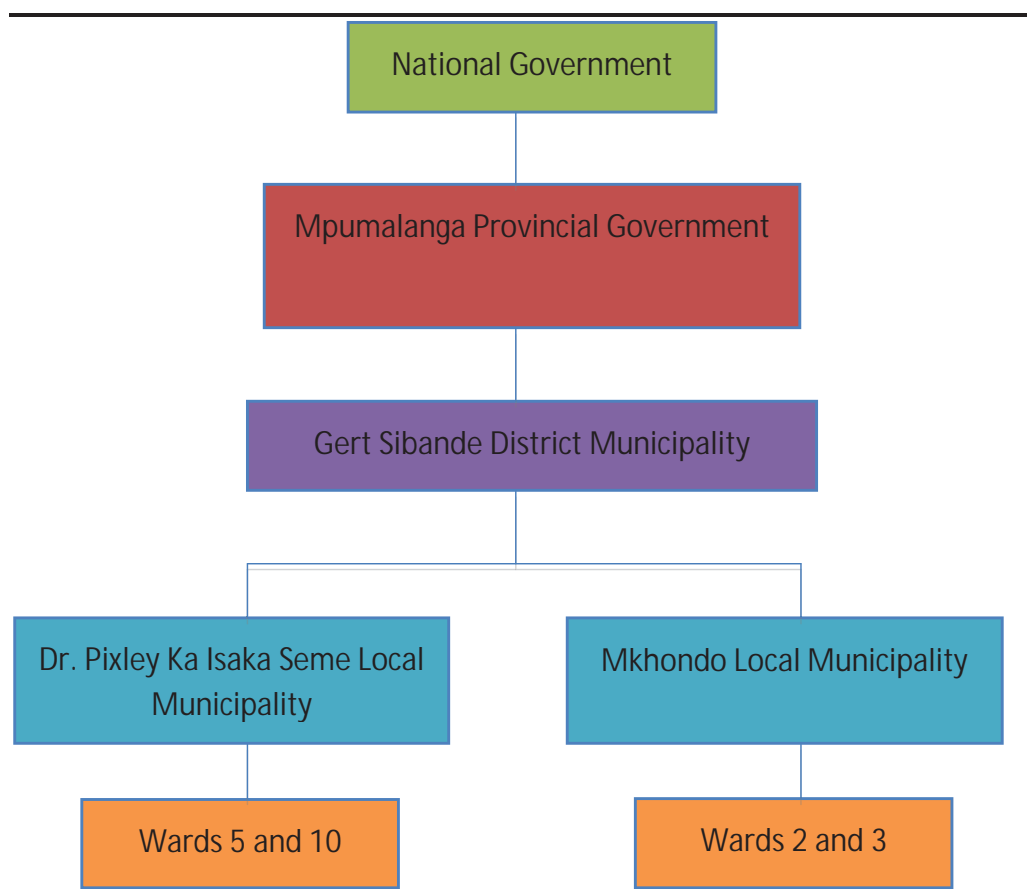 National Government
Mpumalanga Provincial Government
Gert Sibande District Municipality
Dr. Pixley Ka Isaka Seme Local
Municipality
Mkhondo Local Municipality
Wards 5 and 10
Wards 2 and 3